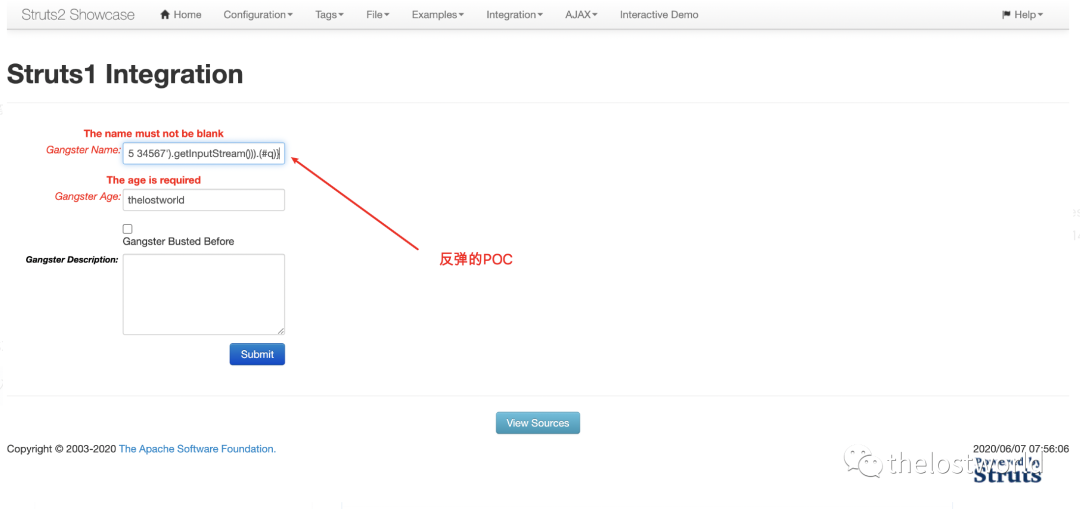 Struts2 Showcase Home Configuration Tags File Examples Integration AJAX Interactive Demo Help
Struts1 Integration
The name must not be blank
Gangster Name: 5 34567').getInputStream())).(#q)}
The age is required
Gangster Age: thelostworld
Gangster Busted Before
反弹的POC
Gangster Description:
Submit
View Sources
Copyright © 2003-2020 The Apache Software Foundation.
2020/06/07 07:56:06
thelostworld
Powered by
Struts